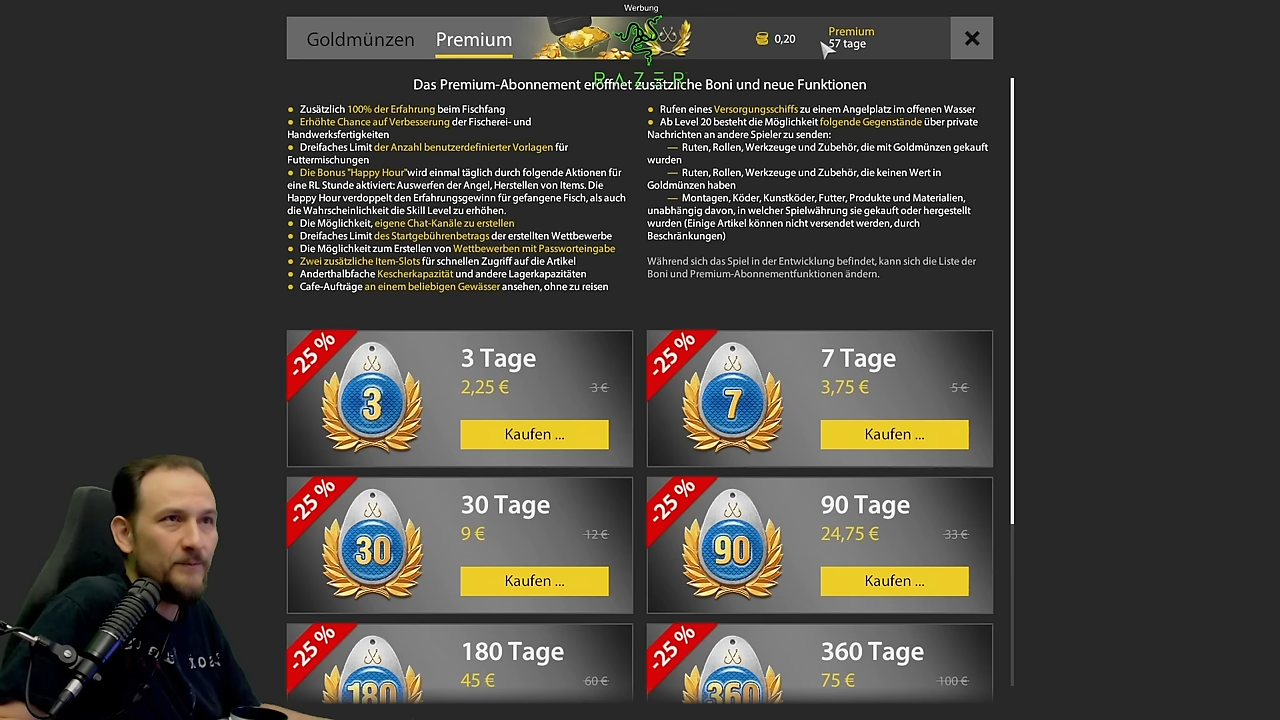 Werbung
Goldmünzen
Premium
0,20
Premium
57 tage
RAZER
Das Premium-Abonnement eröffnet zusätzliche Boni und neue Funktionen
● Zusätzlich 100% der Erfahrung beim Fischfang
● Erhöhte Chance auf Verbesserung der Fischerei- und
Handwerksfertigkeiten
● Dreifaches Limit der Anzahl benutzerdefinierter Vorlagen für
Futtermischungen
● Die Bonus "Happy Hour"wird einmal täglich durch folgende Aktionen für
eine RL Stunde aktiviert: Auswerfen der Angel, Herstellen von Items. Die
Happy Hour verdoppelt den Erfahrungsgewinn für gefangene Fisch, als auch
die Wahrscheinlichkeit die Skill Level zu erhöhen.
● Die Möglichkeit, eigene Chat-Kanäle zu erstellen
● Dreifaches Limit des Startgebührenbetrags der erstellten Wettbewerbe
● Die Möglichkeit zum Erstellen von Wettbewerben mit Passworteingabe
● Zwei zusätzliche Item-Slots für schnellen Zugriff auf die Artikel
● Anderthalbfache Kescherkapazität und andere Lagerkapazitäten
● Cafe-Aufträge an einem beliebigen Gewässer ansehen, ohne zu reisen
● Rufen eines Versorgungsschiffs zu einem Angelplatz im offenen Wasser
● Ab Level 20 besteht die Möglichkeit folgende Gegenstände über private
Nachrichten an andere Spieler zu senden:
— Ruten, Rollen, Werkzeuge und Zubehör, die mit Goldmünzen gekauft
wurden
— Ruten, Rollen, Werkzeuge und Zubehör, die keinen Wert in
Goldmünzen haben
— Montagen, Köder, Kunstköder, Futter, Produkte und Materialien,
unabhängig davon, in welcher Spielwährung sie gekauft oder hergestellt
wurden (Einige Artikel können nicht versendet werden, durch
Beschränkungen)
Während sich das Spiel in der Entwicklung befindet, kann sich die Liste der
Boni und Premium-Abonnementfunktionen ändern.
-25 %
3
3 Tage
2,25 €
3 €
Kaufen ...
-25 %
7
7 Tage
3,75 €
5 €
Kaufen ...
-25 %
30
30 Tage
9 €
12 €
Kaufen ...
-25 %
90
90 Tage
24,75 €
33 €
Kaufen ...
-25 %
180
180 Tage
45 €
60 €
-25 %
360
360 Tage
75 €
100 €